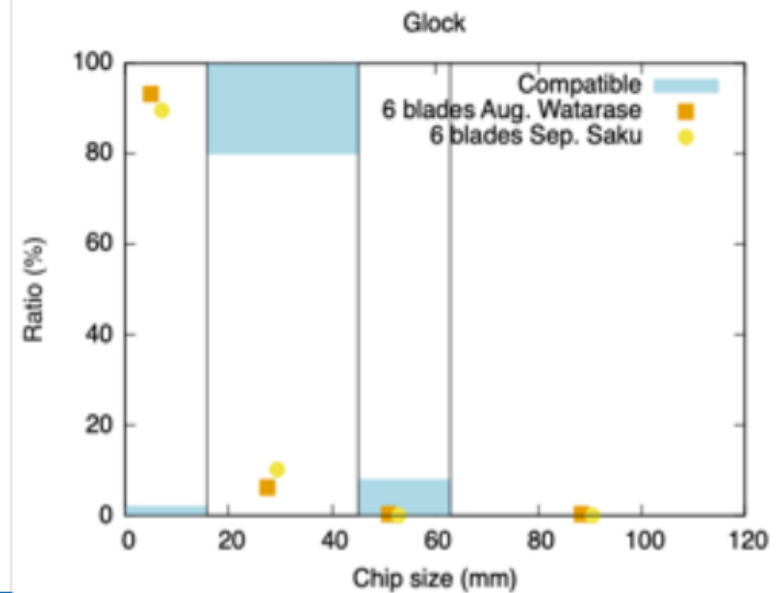 Glock
100
80
60
40
20
0
Ratio (%)
Compatible
6 blades Aug. Watarase
6 blades Sep. Saku
0 20 40 60 80 100 120
Chip size (mm)